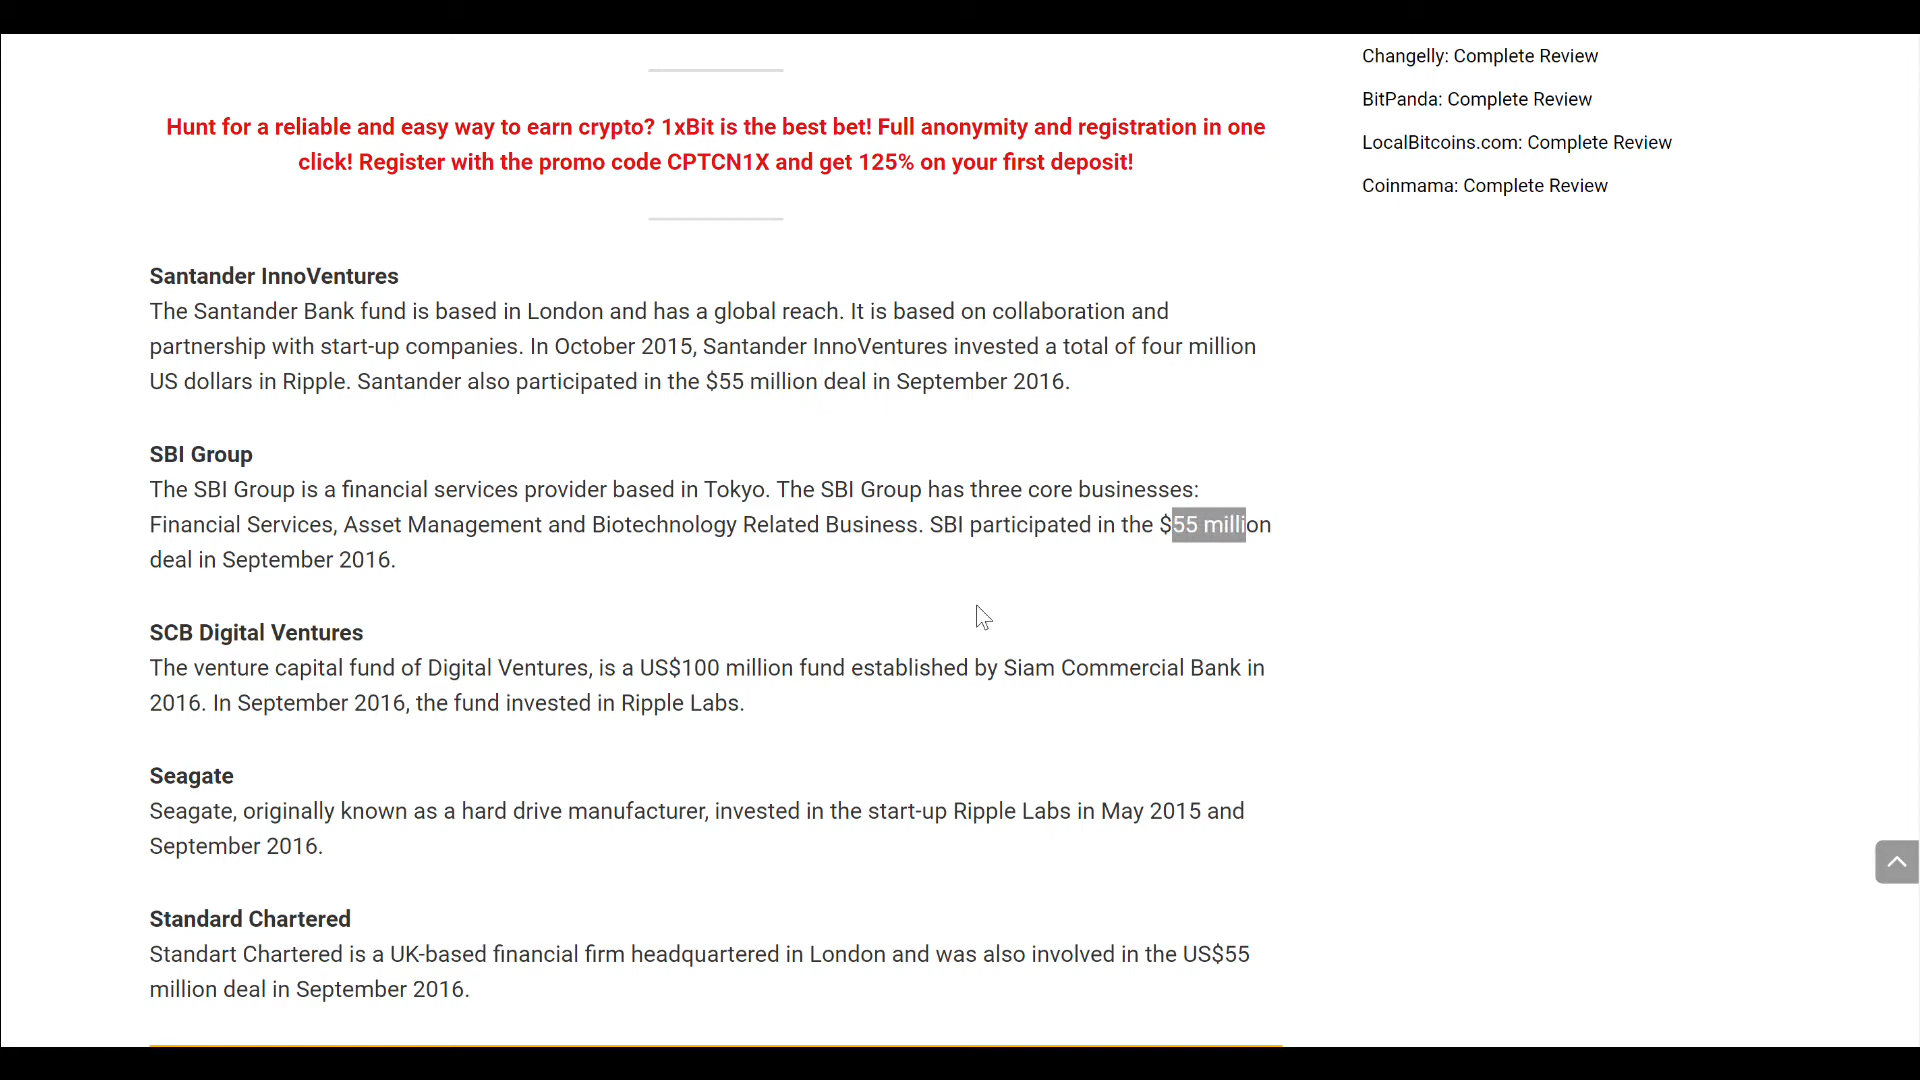 Changelly: Complete Review
BitPanda: Complete Review
LocalBitcoins.com: Complete Review
Coinmama: Complete Review
Hunt for a reliable and easy way to earn crypto? 1xBit is the best bet! Full anonymity and registration in one
click! Register with the promo code CPTCN1X and get 125% on your first deposit!
Santander InnoVentures
The Santander Bank fund is based in London and has a global reach. It is based on collaboration and
partnership with start-up companies. In October 2015, Santander InnoVentures invested a total of four million
US dollars in Ripple. Santander also participated in the $55 million deal in September 2016.
SBI Group
The SBI Group is a financial services provider based in Tokyo. The SBI Group has three core businesses:
Financial Services, Asset Management and Biotechnology Related Business. SBI participated in the $55 million
deal in September 2016.
SCB Digital Ventures
The venture capital fund of Digital Ventures, is a US$100 million fund established by Siam Commercial Bank in
2016. In September 2016, the fund invested in Ripple Labs.
Seagate
Seagate, originally known as a hard drive manufacturer, invested in the start-up Ripple Labs in May 2015 and
September 2016.
Standard Chartered
Standart Chartered is a UK-based financial firm headquartered in London and was also involved in the US$55
million deal in September 2016.